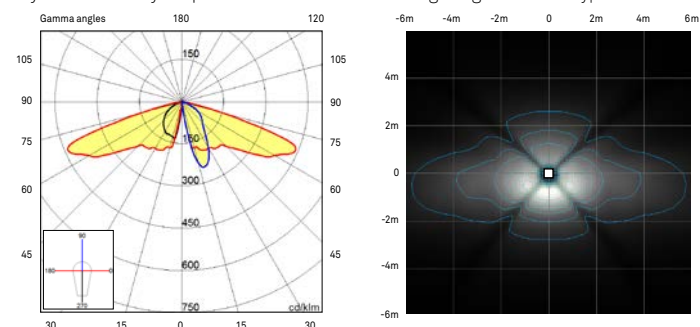 Gamma angles 180 120
-6m -4m -2m 0 2m 4m 6m
150
105 105
4m
90 90
2m
75 150 75
0
300
60 60
-2m
450
90
45 45
180 0
600
-4m
270
750 cd/klm
-6m
30 15 0 15 30